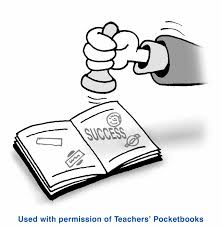 SUCCESS
Used with permission of Teachers' Pocketbooks